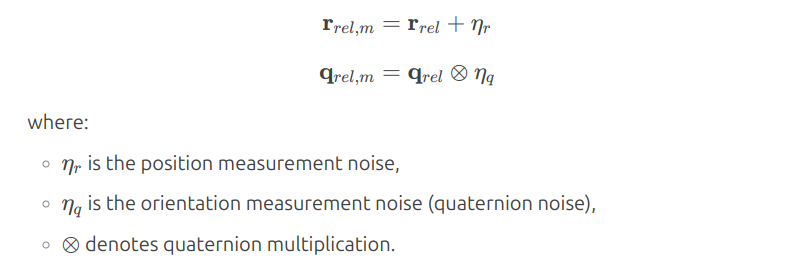 𝐫_{rel,m} = 𝐫_{rel} + η_r
𝐪_{rel,m} = 𝐪_{rel} ⊗ η_q
where:
◦ η_r is the position measurement noise,
◦ η_q is the orientation measurement noise (quaternion noise),
◦ ⊗ denotes quaternion multiplication.